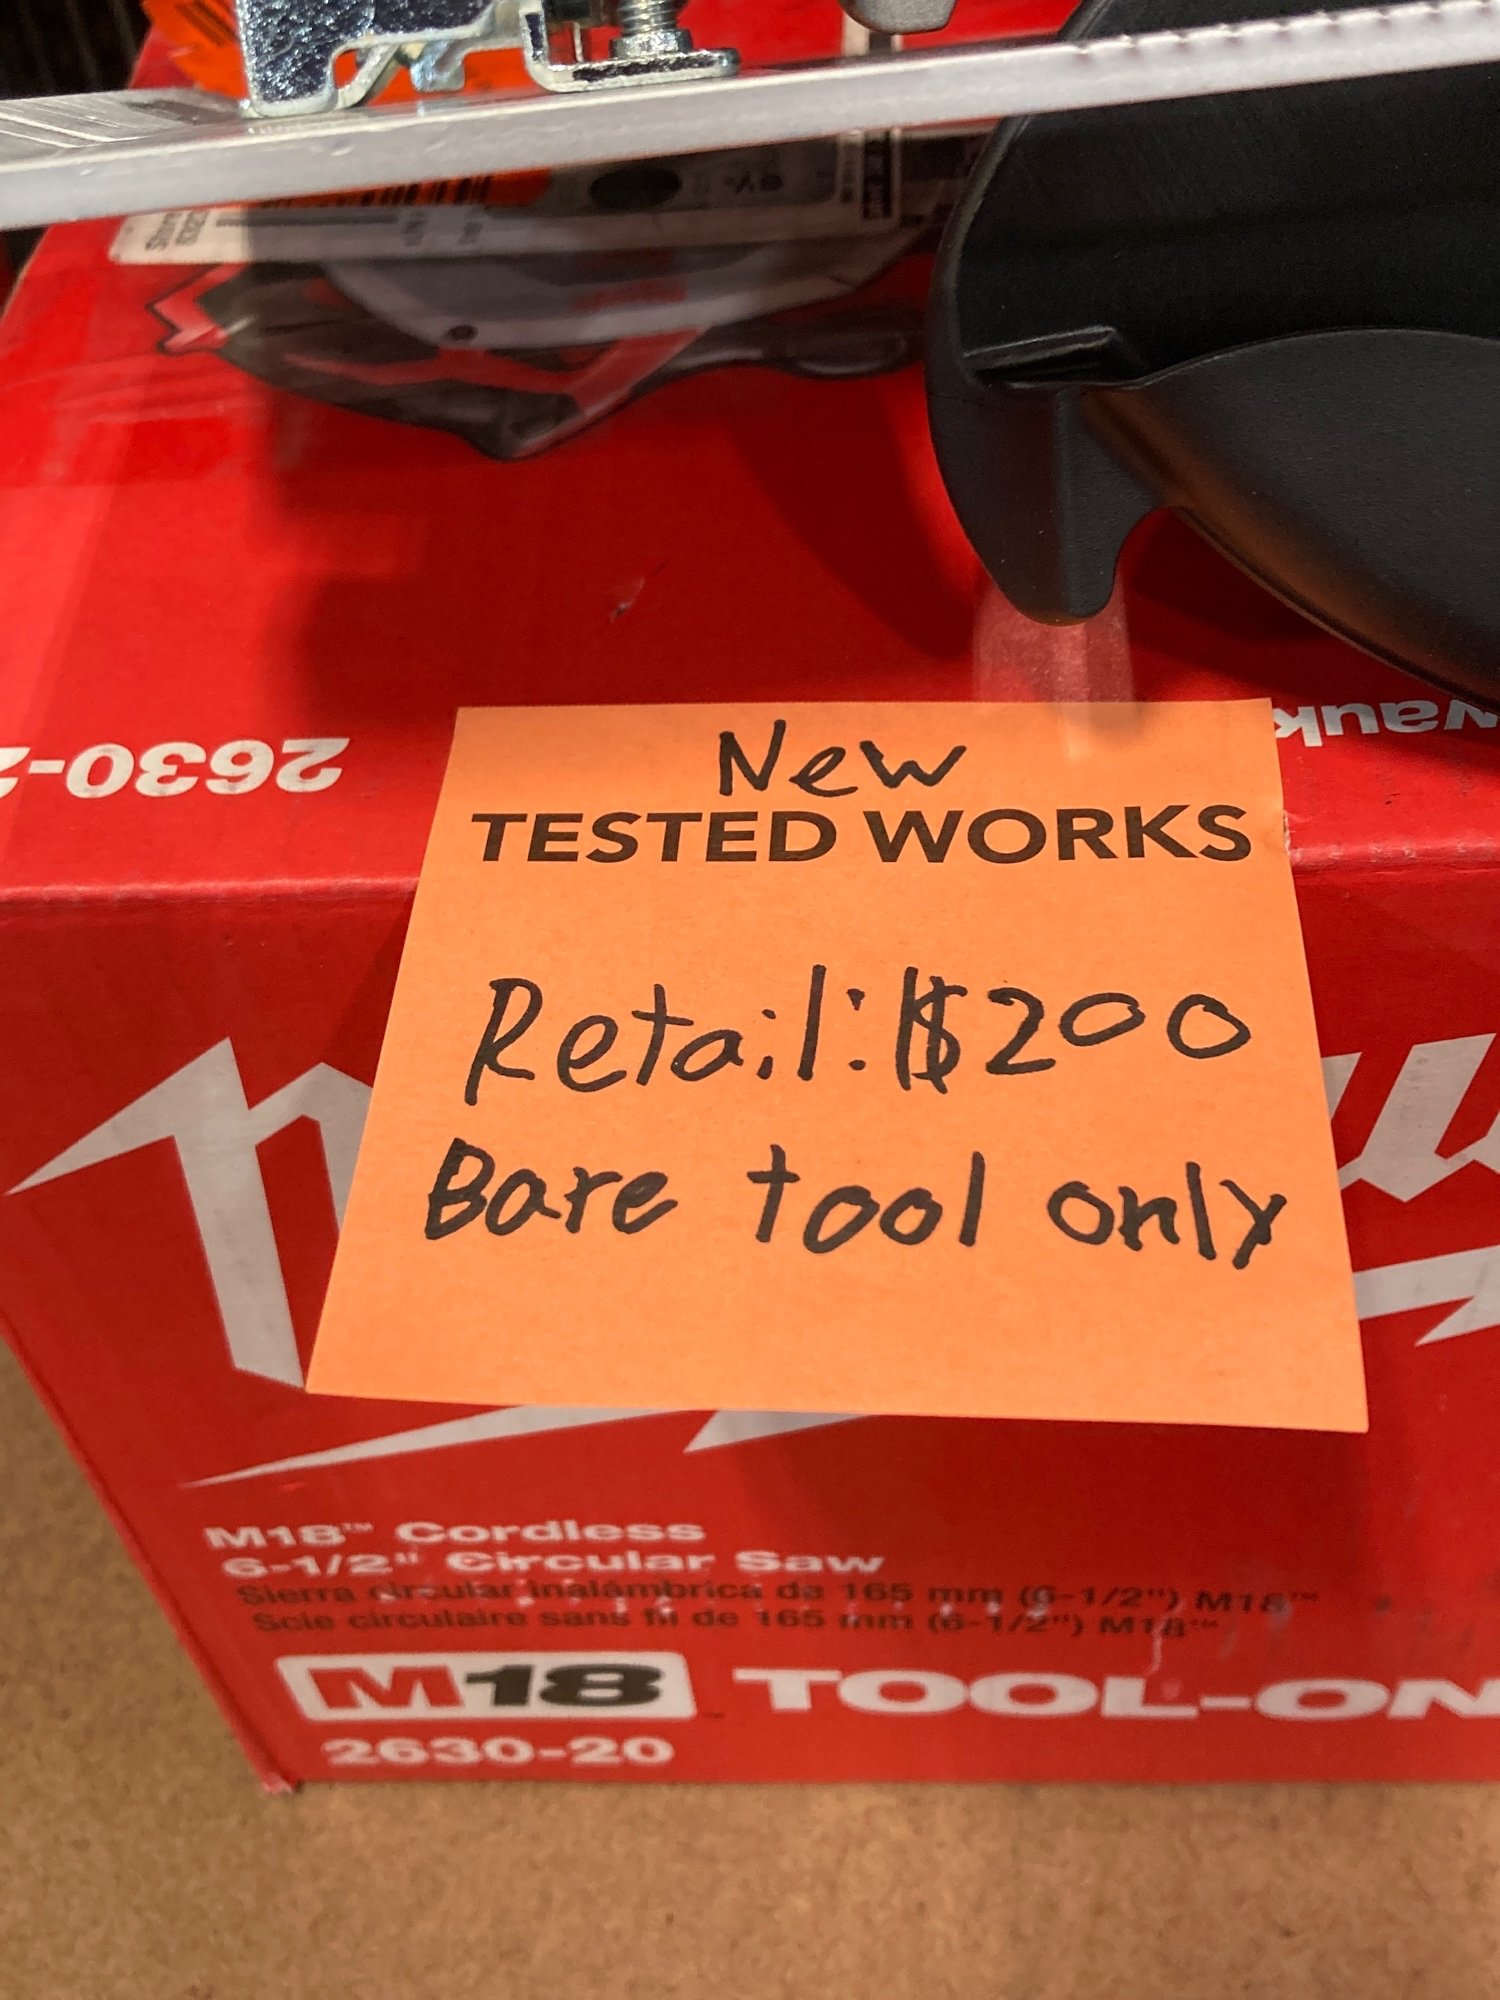 2630-2
wauk
New
TESTED WORKS
Retail: $200
Bare tool only
M18™ Cordless
6-1/2" Circular Saw
Sierra circular inalámbrica de 165 mm (6-1/2") M18™
Scie circulaire sans fil de 165 mm (6-1/2") M18™
M18™ TOOL-ON
2630-20